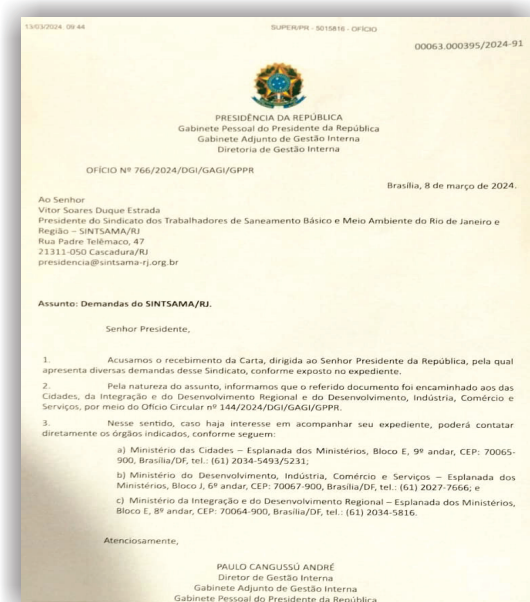 13/03/2024, 09:44
SUPER/PR - 5015816 - OFÍCIO
00063.000395/2024-91
PRESIDÊNCIA DA REPÚBLICA
Gabinete Pessoal do Presidente da República
Gabinete Adjunto de Gestão Interna
Diretoria de Gestão Interna
OFÍCIO Nº 766/2024/DGI/GAGI/GPPR
Brasília, 8 de março de 2024.
Ao Senhor
Vitor Soares Duque Estrada
Presidente do Sindicato dos Trabalhadores de Saneamento Básico e Meio Ambiente do Rio de Janeiro e
Região – SINTSAMA/RJ
Rua Padre Telêmaco, 47
21311-050 Cascadura/RJ
presidencia@sintsama-rj.org.br
Assunto: Demandas do SINTSAMA/RJ.
Senhor Presidente,
1. Acusamos o recebimento da Carta, dirigida ao Senhor Presidente da República, pela qual
apresenta diversas demandas desse Sindicato, conforme exposto no expediente.
2. Pela natureza do assunto, informamos que o referido documento foi encaminhado aos das
Cidades, da Integração e do Desenvolvimento Regional e do Desenvolvimento, Indústria, Comércio e
Serviços, por meio do Ofício Circular nº 144/2024/DGI/GAGI/GPPR.
3. Nesse sentido, caso haja interesse em acompanhar seu expediente, poderá contatar
diretamente os órgãos indicados, conforme seguem:
a) Ministério das Cidades – Esplanada dos Ministérios, Bloco E, 9º andar, CEP: 70065-
900, Brasília/DF, tel.: (61) 2034-5493/5231;
b) Ministério do Desenvolvimento, Indústria, Comércio e Serviços – Esplanada dos
Ministérios, Bloco J, 6º andar, CEP: 70067-900, Brasília/DF, tel.: (61) 2027-7666; e
c) Ministério da Integração e do Desenvolvimento Regional – Esplanada dos Ministérios,
Bloco E, 8º andar, CEP: 70064-900, Brasília/DF, tel.: (61) 2034-5816.
Atenciosamente,
PAULO CANGUSSÚ ANDRÉ
Diretor de Gestão Interna
Gabinete Adjunto de Gestão Interna
Gabinete Pessoal do Presidente da República